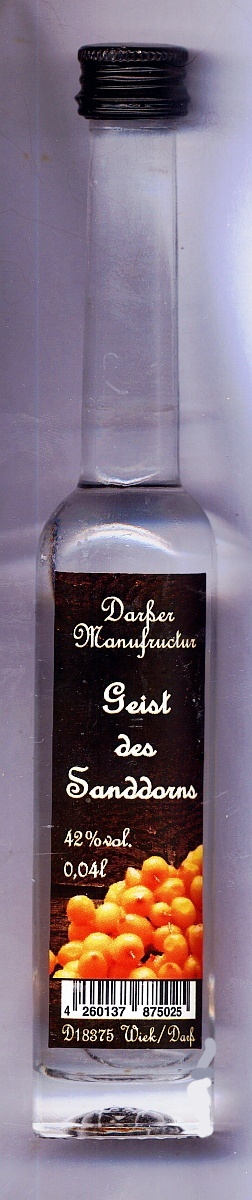 Darßer
Manufructur
Geist
des
Sanddorns
42%vol.
0,04l
4 260137 875025
D18375 Wiek/Darß